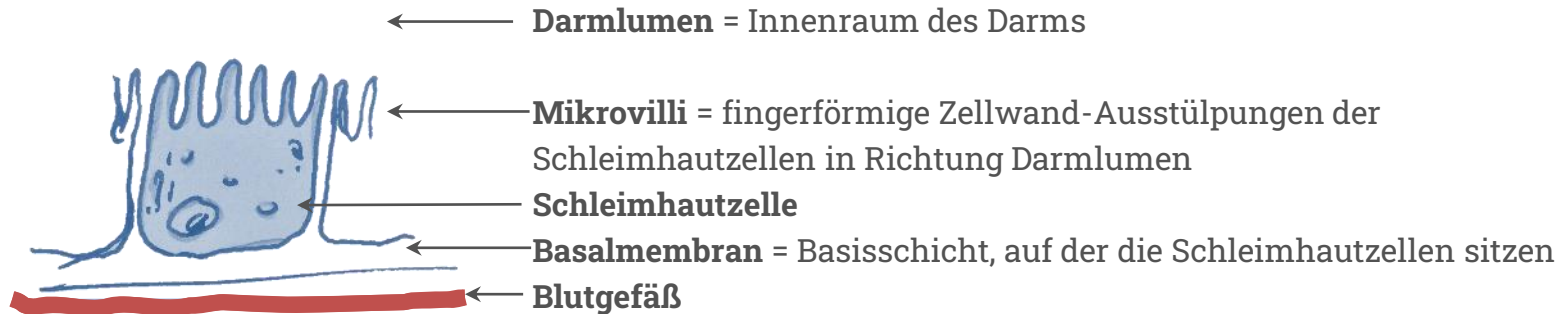 Darmlumen = Innenraum des Darms
Mikrovilli = fingerförmige Zellwand-Ausstülpungen der
Schleimhautzellen in Richtung Darmlumen
Schleimhautzelle
Basalmembran = Basisschicht, auf der die Schleimhautzellen sitzen
Blutgefäß